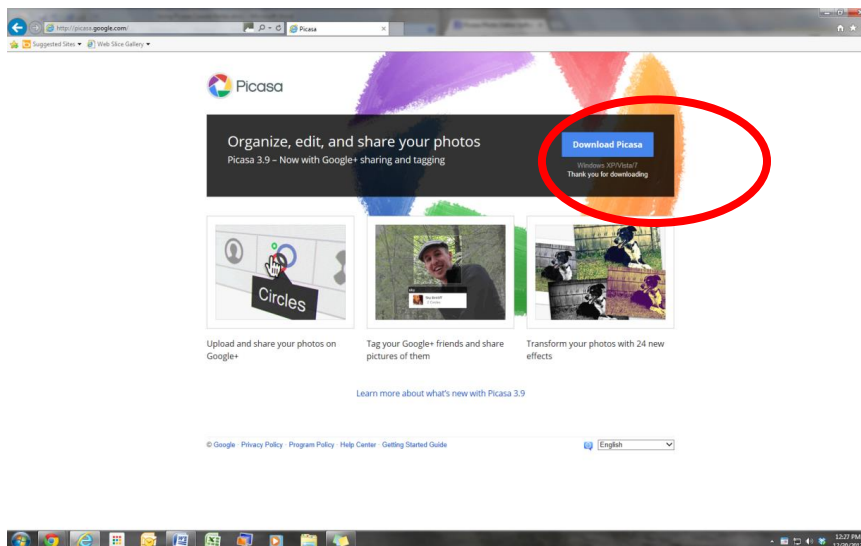 http://picasa.google.com/
Picasa
Suggested Sites
Web Slice Gallery
Picasa
Organize, edit, and share your photos
Picasa 3.9 – Now with Google+ sharing and tagging
Download Picasa
Windows XP/Vista/7
Thank you for downloading
Circles
Upload and share your photos on
Google+
Tag your Google+ friends and share
pictures of them
Transform your photos with 24 new
effects
Learn more about what's new with Picasa 3.9
© Google · Privacy Policy · Program Policy · Help Center · Getting Started Guide
English
12:27 PM